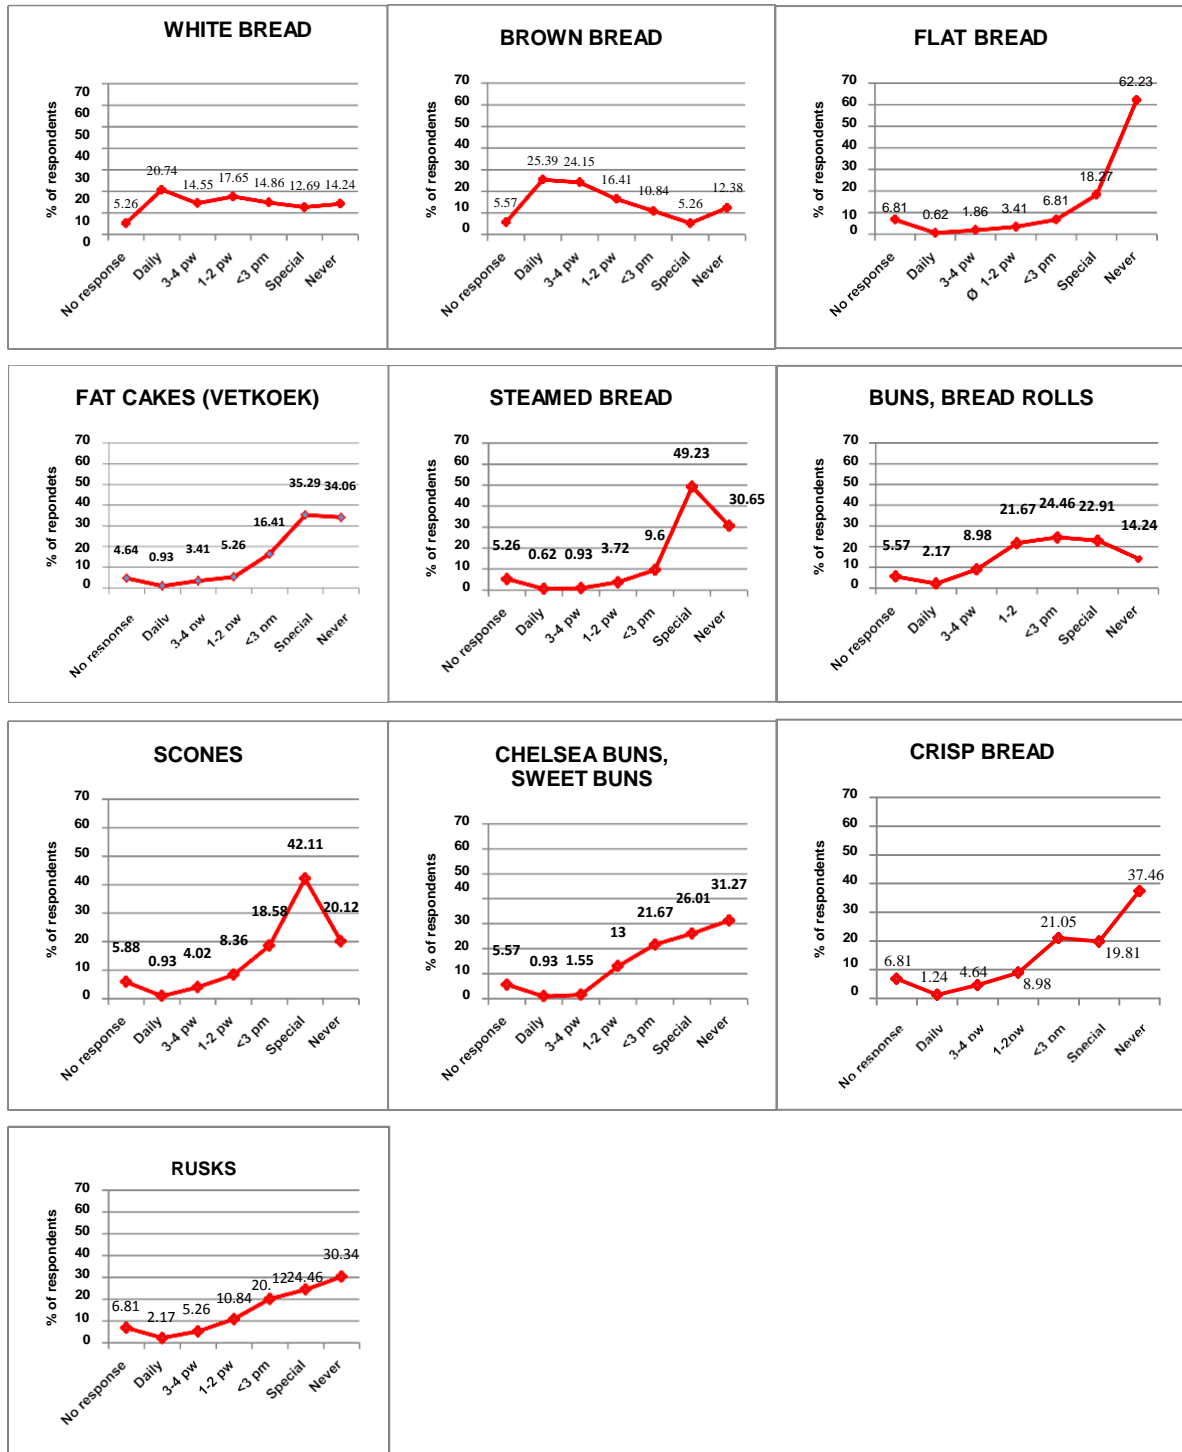 WHITE BREAD
% of respondents
70
60
50
40
30
20
10
0
5.26
20.74
14.55
17.65
14.86
12.69
14.24
No response
Daily
3-4 pw
1-2 pw
<3 pm
Special
Never
BROWN BREAD
% of respondents
70
60
50
40
30
20
10
0
5.57
25.39
24.15
16.41
10.84
5.26
12.38
No response
Daily
3-4 pw
1-2 pw
<3 pm
Special
Never
FLAT BREAD
% of respondents
70
60
50
40
30
20
10
0
6.81
0.62
1.86
3.41
6.81
18.27
62.23
No response
Daily
3-4 pw
Ø 1-2 pw
<3 pm
Special
Never
FAT CAKES (VETKOEK)
% of repondets
70
60
50
40
30
20
10
0
4.64
0.93
3.41
5.26
16.41
35.29
34.06
No response
Daily
3-4 pw
1-2 pw
<3 pm
Special
Never
STEAMED BREAD
% of respondents
70
60
50
40
30
20
10
0
5.26
0.62
0.93
3.72
9.6
49.23
30.65
No response
Daily
3-4 pw
1-2 pw
<3 pm
Special
Never
BUNS, BREAD ROLLS
% of respondents
70
60
50
40
30
20
10
0
5.57
2.17
8.98
21.67
24.46
22.91
14.24
No response
Daily
3-4 pw
1-2
<3 pm
Special
Never
SCONES
% of respondents
70
60
50
40
30
20
10
0
5.88
0.93
4.02
8.36
18.58
42.11
20.12
No response
Daily
3-4 pw
1-2 pw
<3 pm
Special
Never
CHELSEA BUNS,
SWEET BUNS
% of respondents
70
60
50
40
30
20
10
0
5.57
0.93
1.55
13
21.67
26.01
31.27
No response
Daily
3-4 pw
1-2 pw
<3 pm
Special
Never
CRISP BREAD
% of respondents
70
60
50
40
30
20
10
0
6.81
1.24
4.64
8.98
21.05
19.81
37.46
No response
Daily
3-4 pw
1-2pw
<3 pm
Special
Never
RUSKS
% of respondents
70
60
50
40
30
20
10
0
6.81
2.17
5.26
10.84
20.12
24.46
30.34
No response
Daily
3-4 pw
1-2 pw
<3 pm
Special
Never